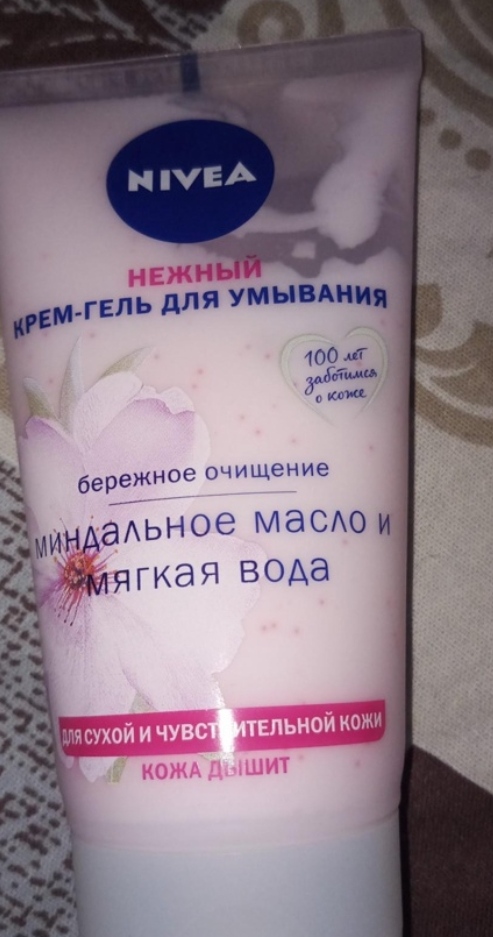 NIVEA
НЕЖНЫЙ
КРЕМ-ГЕЛЬ ДЛЯ УМЫВАНИЯ
100 лет
заботимся
о коже
бережное очищение
миндальное масло и
мягкая вода
ДЛЯ СУХОЙ И ЧУВСТВИТЕЛЬНОЙ КОЖИ
КОЖА ДЫШИТ